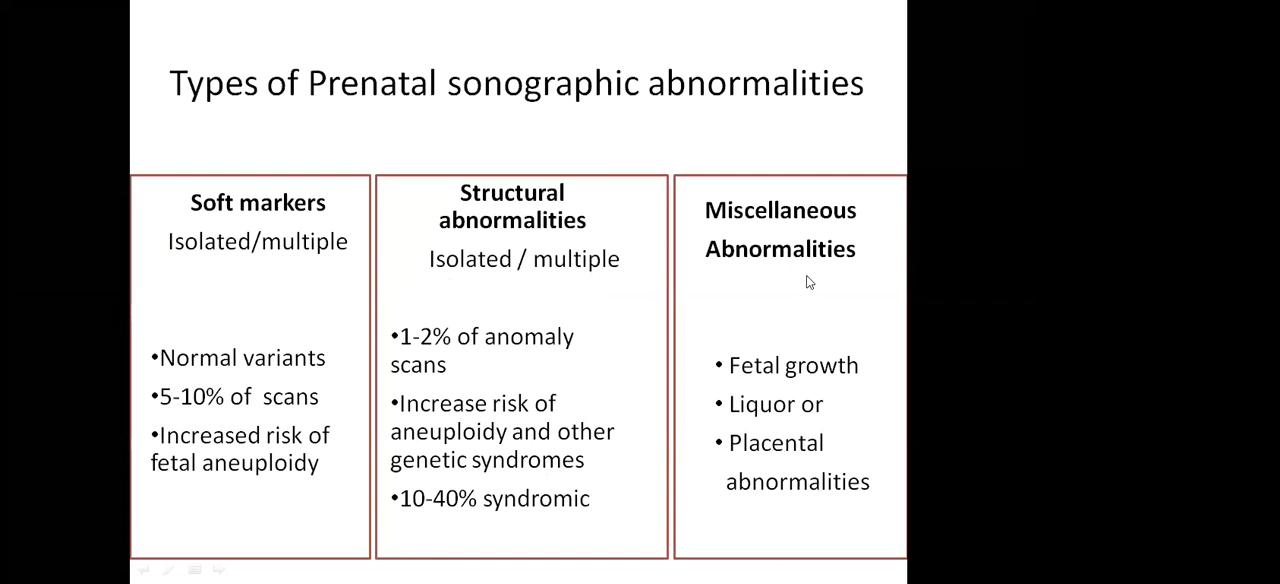 Types of Prenatal sonographic abnormalities
Soft markers
Isolated/multiple
•Normal variants
•5-10% of  scans
•Increased risk of
fetal aneuploidy
Structural
abnormalities
Isolated / multiple
•1-2% of anomaly
scans
•Increase risk of
aneuploidy and other
genetic syndromes
•10-40% syndromic
Miscellaneous
Abnormalities
• Fetal growth
• Liquor or
• Placental
abnormalities